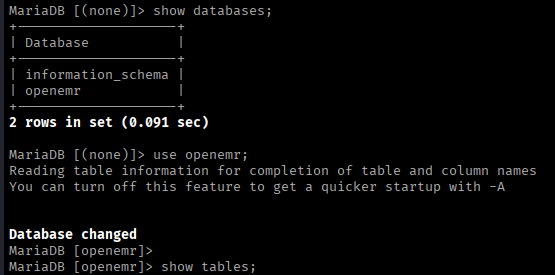 MariaDB [(none)]> show databases;
+--------------------+
| Database           |
+--------------------+
| information_schema |
| openemr            |
+--------------------+
2 rows in set (0.091 sec)
MariaDB [(none)]> use openemr;
Reading table information for completion of table and column names
You can turn off this feature to get a quicker startup with -A
Database changed
MariaDB [openemr]>
MariaDB [openemr]> show tables;